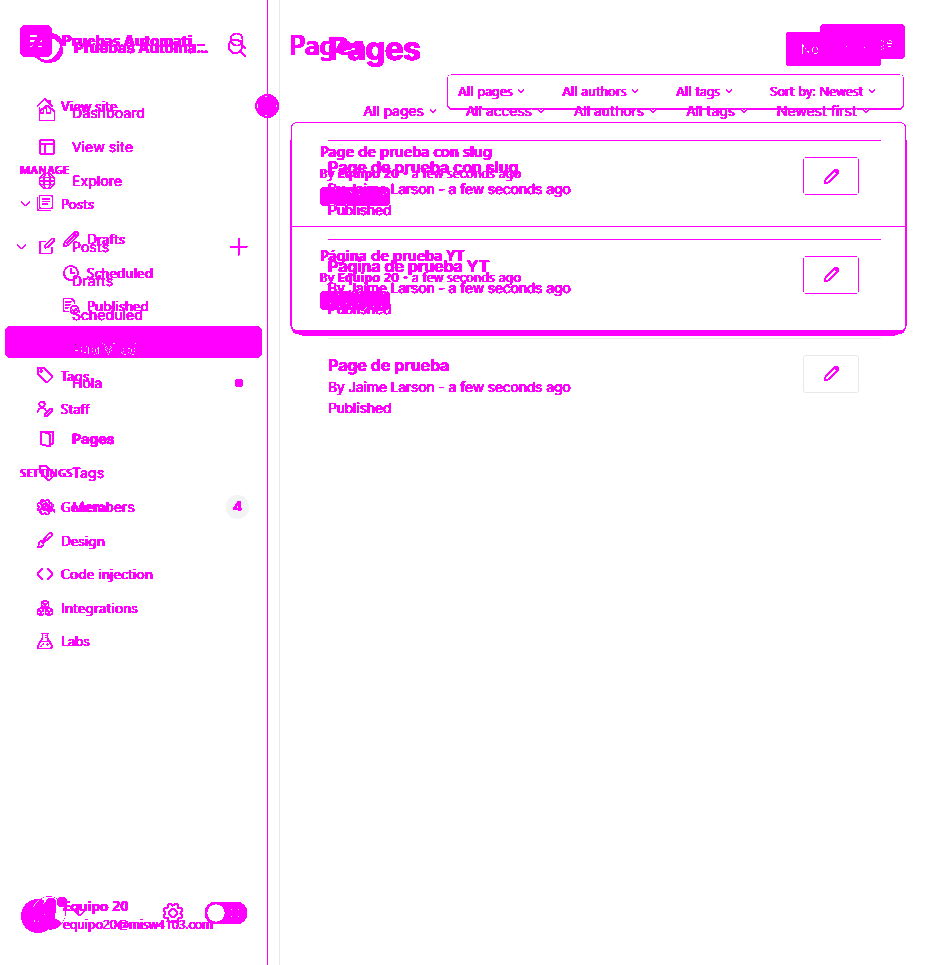 Pruebas Automati...
Pruebas Automa...
View site
Dashboard
View site
MANAGE
Explore
Posts
Drafts
Posts
Scheduled
Drafts
Published
Scheduled
Tags
Hola
Staff
Pages
SETTINGS
Tags
General
Members
4
Design
Code injection
Integrations
Labs
Equipo 20
equipo20@misw4103.com
Pages
Pages
All pages
All authors
All tags
Sort by: Newest
All pages
All access
All authors
All tags
Newest first
Page de prueba con slug
Page de prueba con slug
By Equipo 20 - a few seconds ago
By Jaime Larson - a few seconds ago
Published
Página de prueba YT
Página de prueba YT
By Equipo 20 - a few seconds ago
By Jaime Larson - a few seconds ago
Published
Page de prueba
By Jaime Larson - a few seconds ago
Published